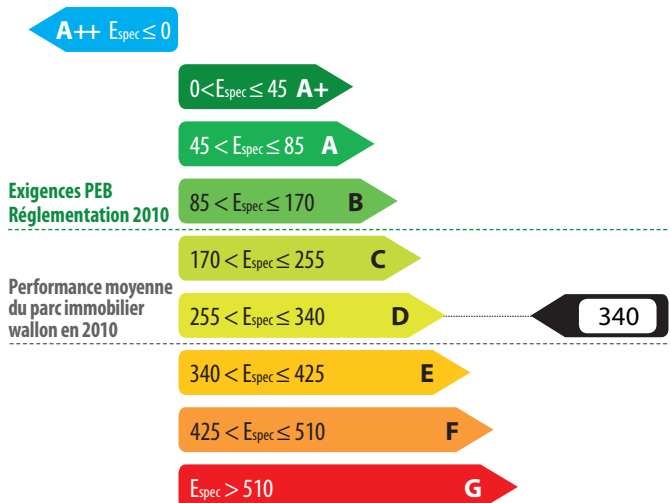 A++ Espec ≤ 0
0 < Espec ≤ 45 A+
45 < Espec ≤ 85 A
Exigences PEB
Réglementation 2010
85 < Espec ≤ 170 B
170 < Espec ≤ 255 C
Performance moyenne
du parc immobilier
wallon en 2010
255 < Espec ≤ 340 D
340
340 < Espec ≤ 425 E
425 < Espec ≤ 510 F
Espec > 510 G